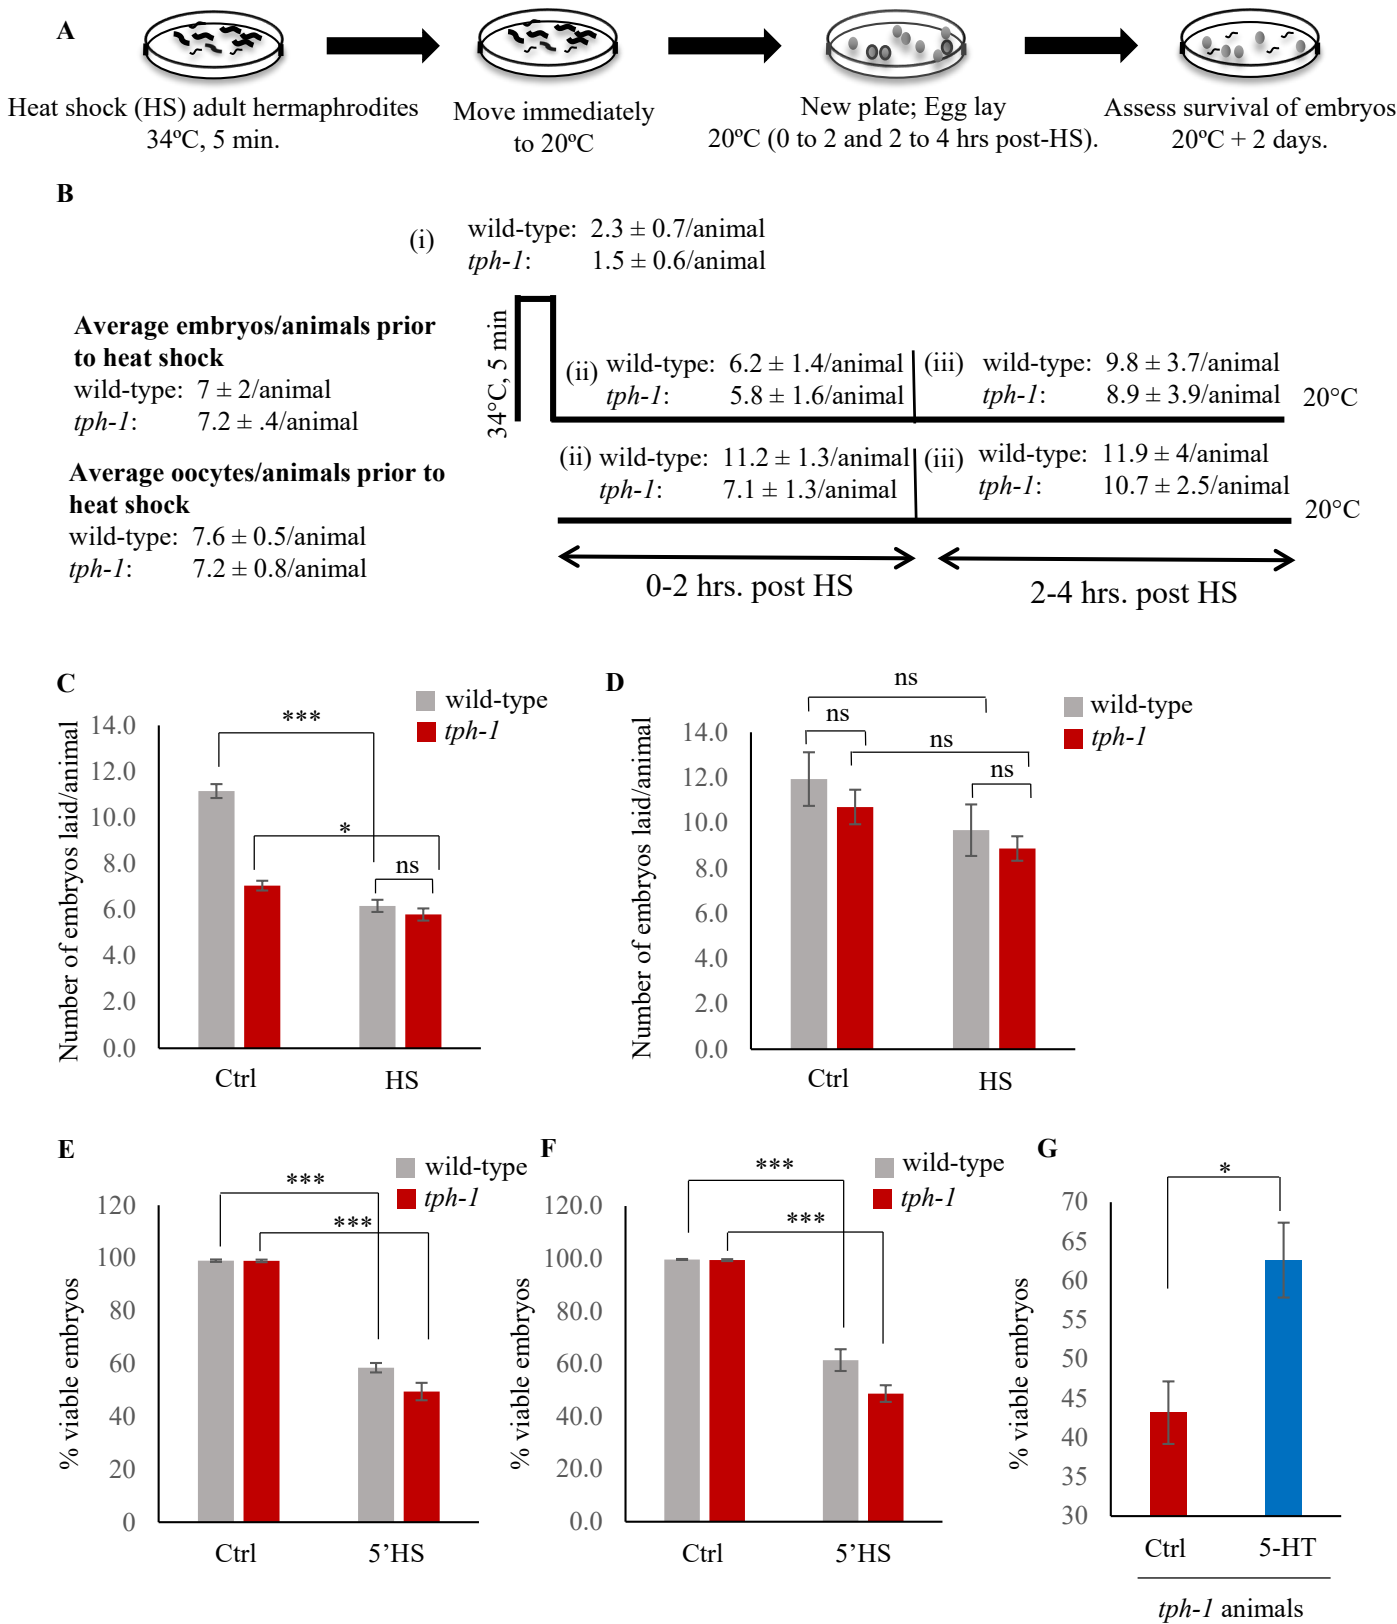 A
Heat shock (HS) adult hermaphrodites
34ºC, 5 min.
Move immediately
to 20ºC
New plate; Egg lay
20ºC (0 to 2 and 2 to 4 hrs post-HS).
Assess survival of embryos
20ºC + 2 days.
B
(i)
wild-type: 2.3 ± 0.7/animal
tph-1: 1.5 ± 0.6/animal
Average embryos/animals prior
to heat shock
wild-type: 7 ± 2/animal
tph-1: 7.2 ± .4/animal
Average oocytes/animals prior to
heat shock
wild-type: 7.6 ± 0.5/animal
tph-1: 7.2 ± 0.8/animal
34°C, 5 min
(ii) wild-type: 6.2 ± 1.4/animal
tph-1: 5.8 ± 1.6/animal
(iii) wild-type: 9.8 ± 3.7/animal
tph-1: 8.9 ± 3.9/animal
20°C
(ii) wild-type: 11.2 ± 1.3/animal
tph-1: 7.1 ± 1.3/animal
(iii) wild-type: 11.9 ± 4/animal
tph-1: 10.7 ± 2.5/animal
20°C
0-2 hrs. post HS
2-4 hrs. post HS
C
wild-type
tph-1
***
*
ns
Number of embryos laid/animal
14.0
12.0
10.0
8.0
6.0
4.0
2.0
0.0
Ctrl
HS
D
wild-type
tph-1
ns
ns
ns
ns
Number of embryos laid/animal
14.0
12.0
10.0
8.0
6.0
4.0
2.0
0.0
Ctrl
HS
E
wild-type
tph-1
***
***
% viable embryos
120
100
80
60
40
20
0
Ctrl
5’HS
F
wild-type
tph-1
***
***
% viable embryos
120.0
100.0
80.0
60.0
40.0
20.0
0.0
Ctrl
5’HS
G
*
% viable embryos
70
65
60
55
50
45
40
35
30
Ctrl
5-HT
tph-1 animals